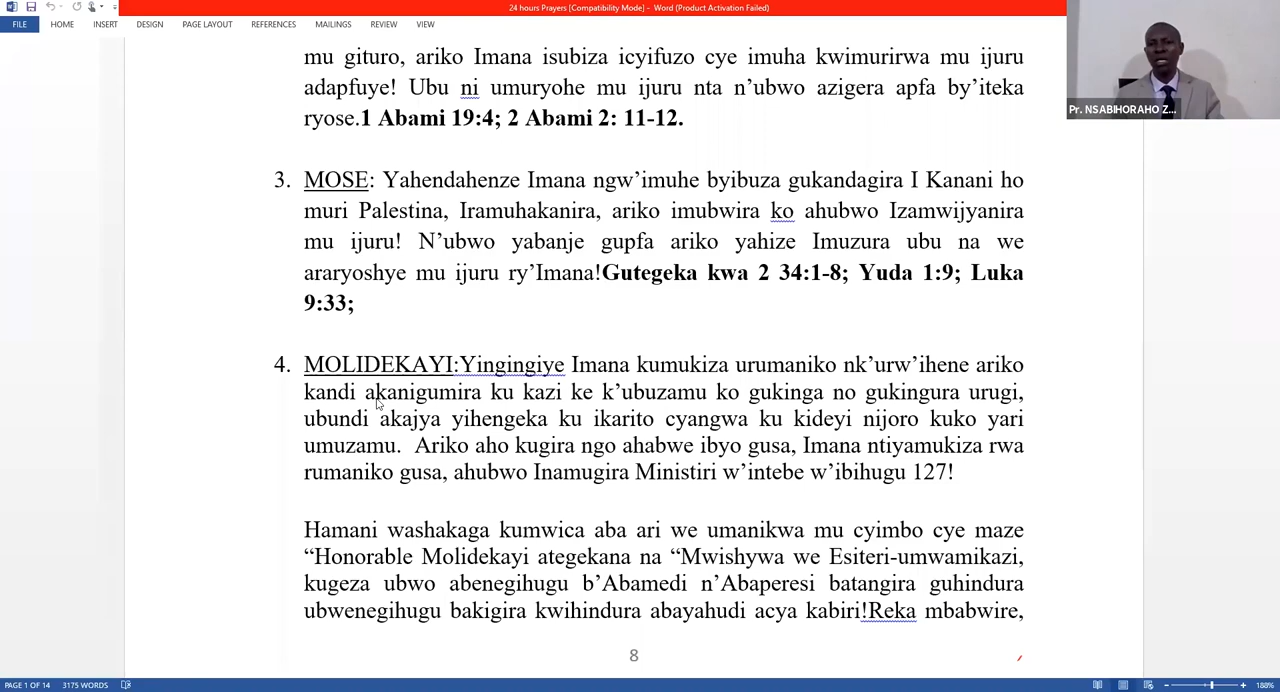 24 hours Prayers [Compatibility Mode] - Word (Product Activation Failed)
FILE HOME INSERT DESIGN PAGE LAYOUT REFERENCES MAILINGS REVIEW VIEW
Pr. NSABIHORAHO Z...
mu gituro, ariko Imana isubiza icyifuzo cye imuha kwimurirwa mu ijuru
adapfuye! Ubu ni umuryohe mu ijuru nta n’ubwo azigera apfa by’iteka
ryose.1 Abami 19:4; 2 Abami 2: 11-12.
3. MOSE: Yahendahenze Imana ngw’imuhe byibuza gukandagira I Kanani ho
muri Palestina, Iramuhakanira, ariko imubwira ko ahubwo Izamwijyanira
mu ijuru! N’ubwo yabanje gupfa ariko yahize Imuzura ubu na we
araryoshye mu ijuru ry’Imana!Gutegeka kwa 2 34:1-8; Yuda 1:9; Luka
9:33;
4. MOLIDEKAYI:Yingingiye Imana kumukiza urumaniko nk’urw’ihene ariko
kandi akanigumira ku kazi ke k’ubuzamu ko gukinga no gukingura urugi,
ubundi akajya yihengeka ku ikarito cyangwa ku kideyi nijoro kuko yari
umuzamu. Ariko aho kugira ngo ahabwe ibyo gusa, Imana ntiyamukiza rwa
rumaniko gusa, ahubwo Inamugira Ministiri w’intebe w’ibihugu 127!
Hamani washakaga kumwica aba ari we umanikwa mu cyimbo cye maze
“Honorable Molidekayi ategekana na “Mwishywa we Esiteri-umwamikazi,
kugeza ubwo abenegihugu b’Abamedi n’Abaperesi batangira guhindura
ubwenegihugu bakigira kwihindura abayahudi acya kabiri!Reka mbabwire,
8
PAGE 1 OF 14 3175 WORDS 188%